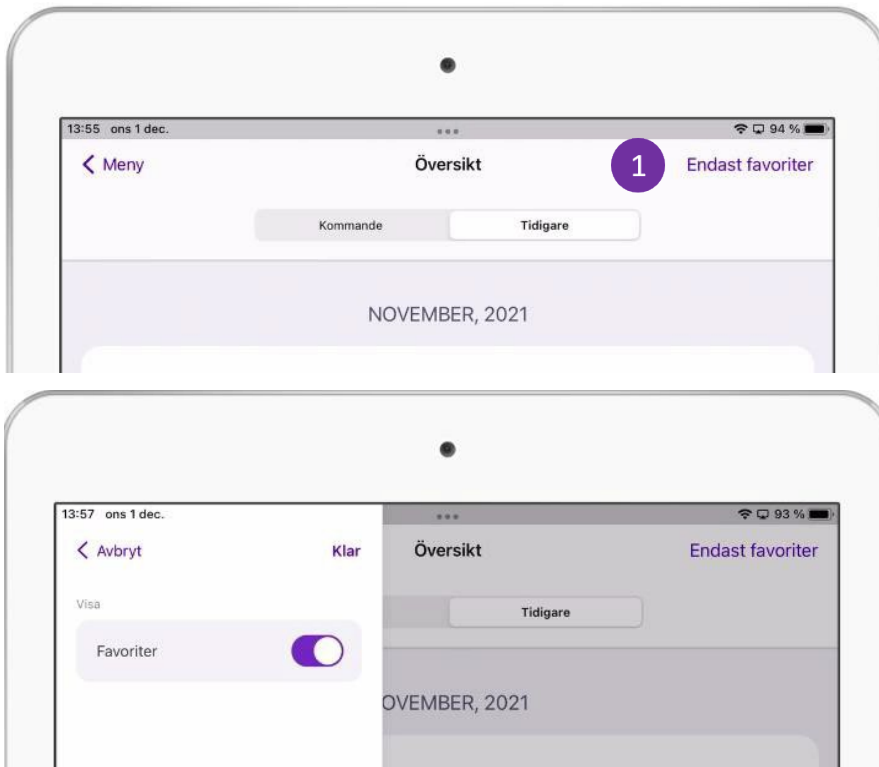 13:55 ons 1 dec. 94 %
Meny Översikt 1 Endast favoriter
Kommande Tidigare
NOVEMBER, 2021
13:57 ons 1 dec. 93 %
Avbryt Klar Översikt Endast favoriter
Visa Tidigare
Favoriter
OVEMBER, 2021